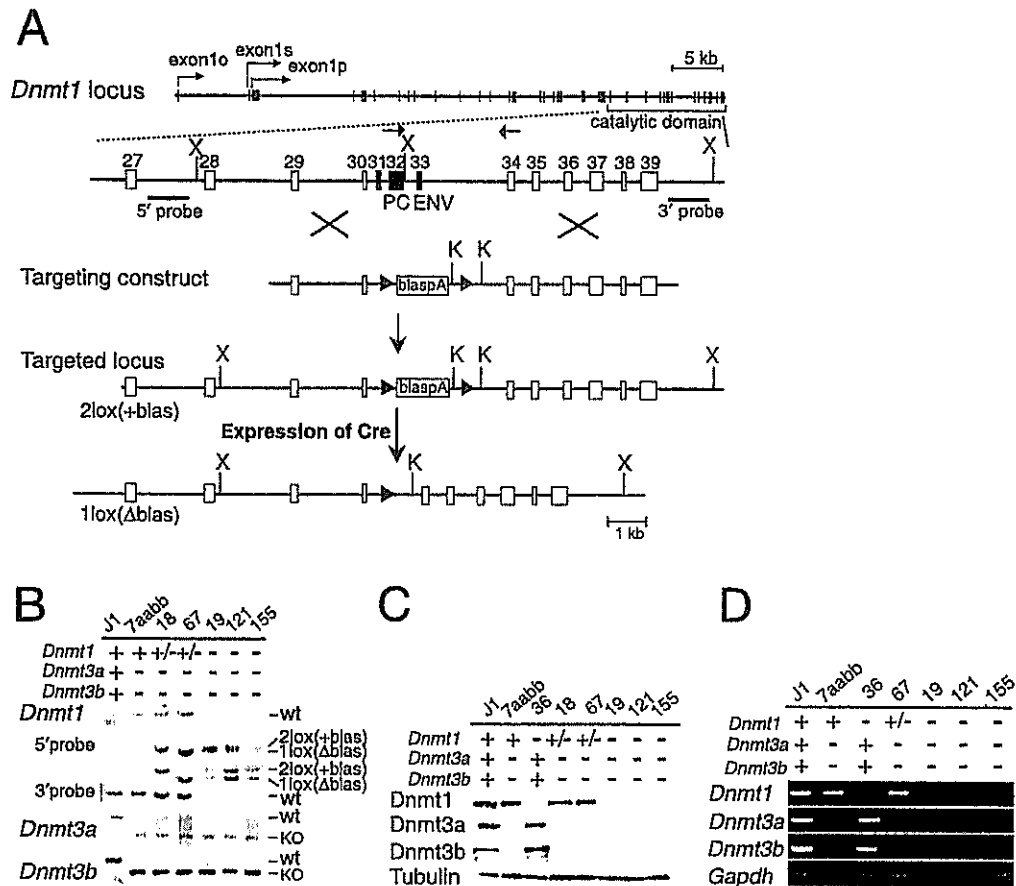 A
exon1o
exon1s
exon1p
5 kb
Dnmt1 locus
catalytic domain
X X X
27 28 29 30 31 32 33 34 35 36 37 38 39
5' probe PC ENV 3' probe
K K
Targeting construct blaspA
Targeted locus
X K K X
blaspA
2lox(+blas)
Expression of Cre
X K X
1lox(Δblas)
1 kb
B
J1 7aabb 18 67 19 121 155
Dnmt1 + + +/- +/- - - -
Dnmt3a + - - - - - -
Dnmt3b + - - - - - -
Dnmt1 -wt
5'probe 2lox(+blas)
1lox(Δblas)
2lox(+blas)
1lox(Δblas)
3'probe -wt
-wt
Dnmt3a -KO
-wt
Dnmt3b -KO
C
J1 7aabb 36 18 67 19 121 155
Dnmt1 + + - +/- +/- - - -
Dnmt3a + - + - - - - -
Dnmt3b + - + - - - - -
Dnmt1
Dnmt3a
Dnmt3b
Tubulin
D
J1 7aabb 36 67 19 121 155
Dnmt1 + + - +/- - - -
Dnmt3a + - + - - - -
Dnmt3b + - + - - - -
Dnmt1
Dnmt3a
Dnmt3b
Gapdh